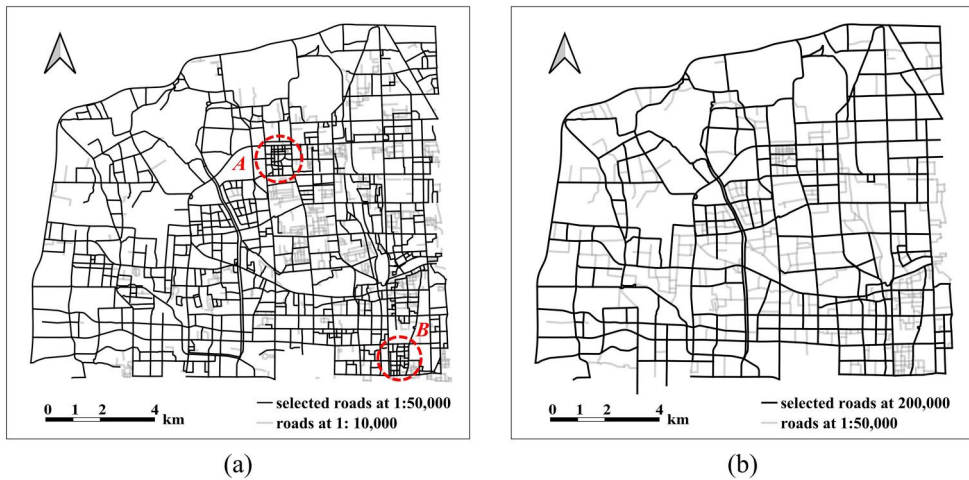 A
B
0 1 2 4
km
selected roads at 1:50,000
roads at 1: 10,000
(a)
0 1 2 4
km
selected roads at 200,000
roads at 1:50,000
(b)